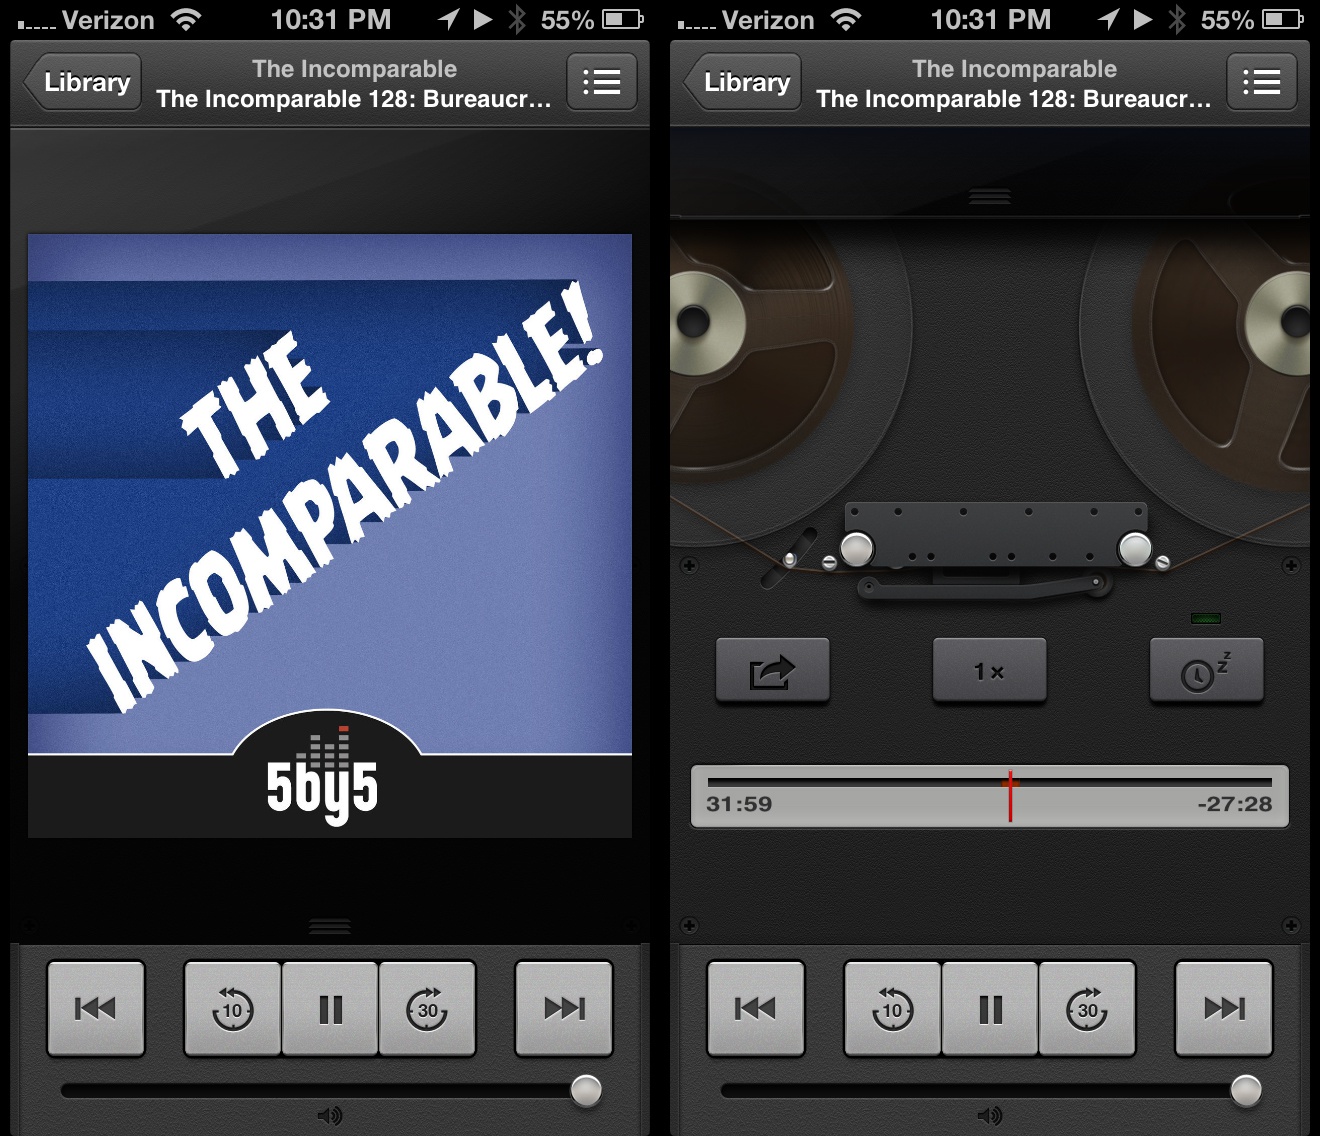 Verizon 10:31 PM 55%
Library
The Incomparable
The Incomparable 128: Bureaucr...
THE
INCOMPARABLE!
5by5
10
30
Verizon 10:31 PM 55%
Library
The Incomparable
The Incomparable 128: Bureaucr...
1×
z
z
31:59
-27:28
10
30